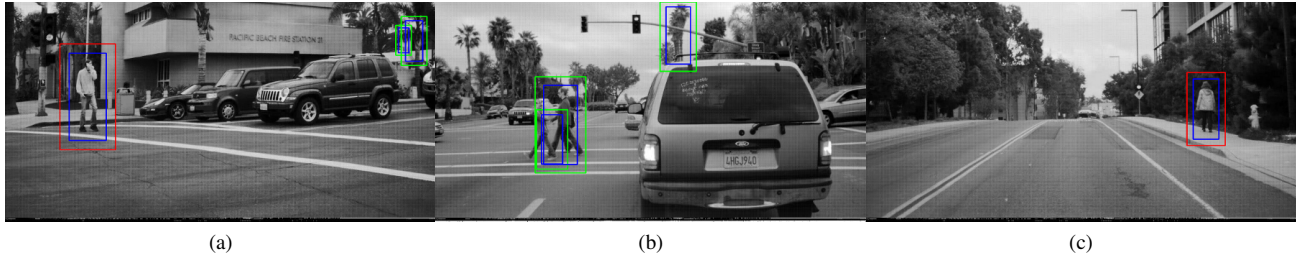 PACIFIC BEACH FIRE STATION 21
4HGJ940
(a)
(b)
(c)